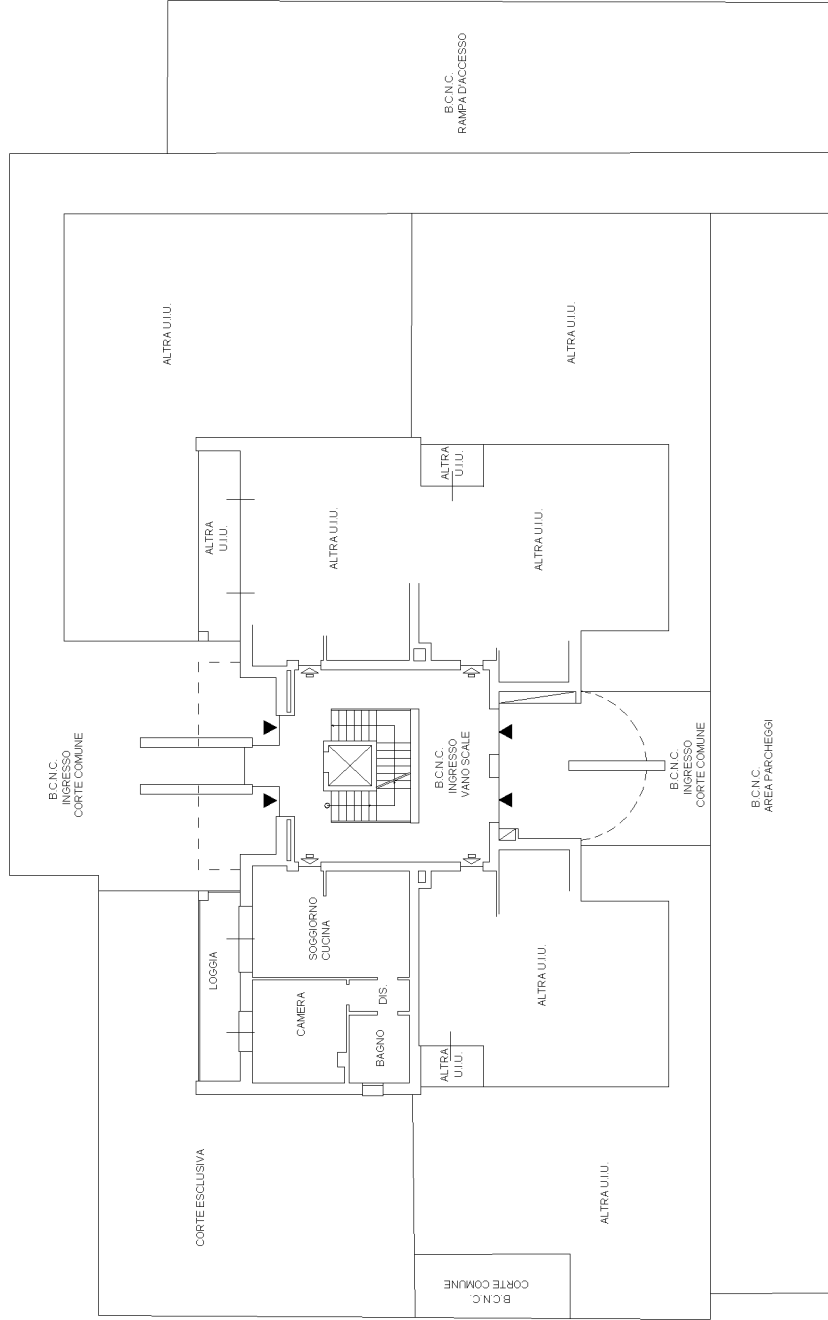 B.C.N.C.
RAMPA D'ACCESSO
ALTRA U.I.U.
ALTRA U.I.U.
ALTRA
U.I.U.
ALTRA
U.I.U.
ALTRA U.I.U.
ALTRA U.I.U.
B.C.N.C.
INGRESSO
CORTE COMUNE
B.C.N.C.
INGRESSO
VANO SCALE
B.C.N.C.
INGRESSO
CORTE COMUNE
B.C.N.C.
AREA PARCHEGGI
LOGGIA
SOGGIORNO
CUCINA
CAMERA
DIS.
BAGNO
ALTRA U.I.U.
ALTRA
U.I.U.
CORTE ESCLUSIVA
ALTRA U.I.U.
B.C.N.C.
CORTE COMUNE